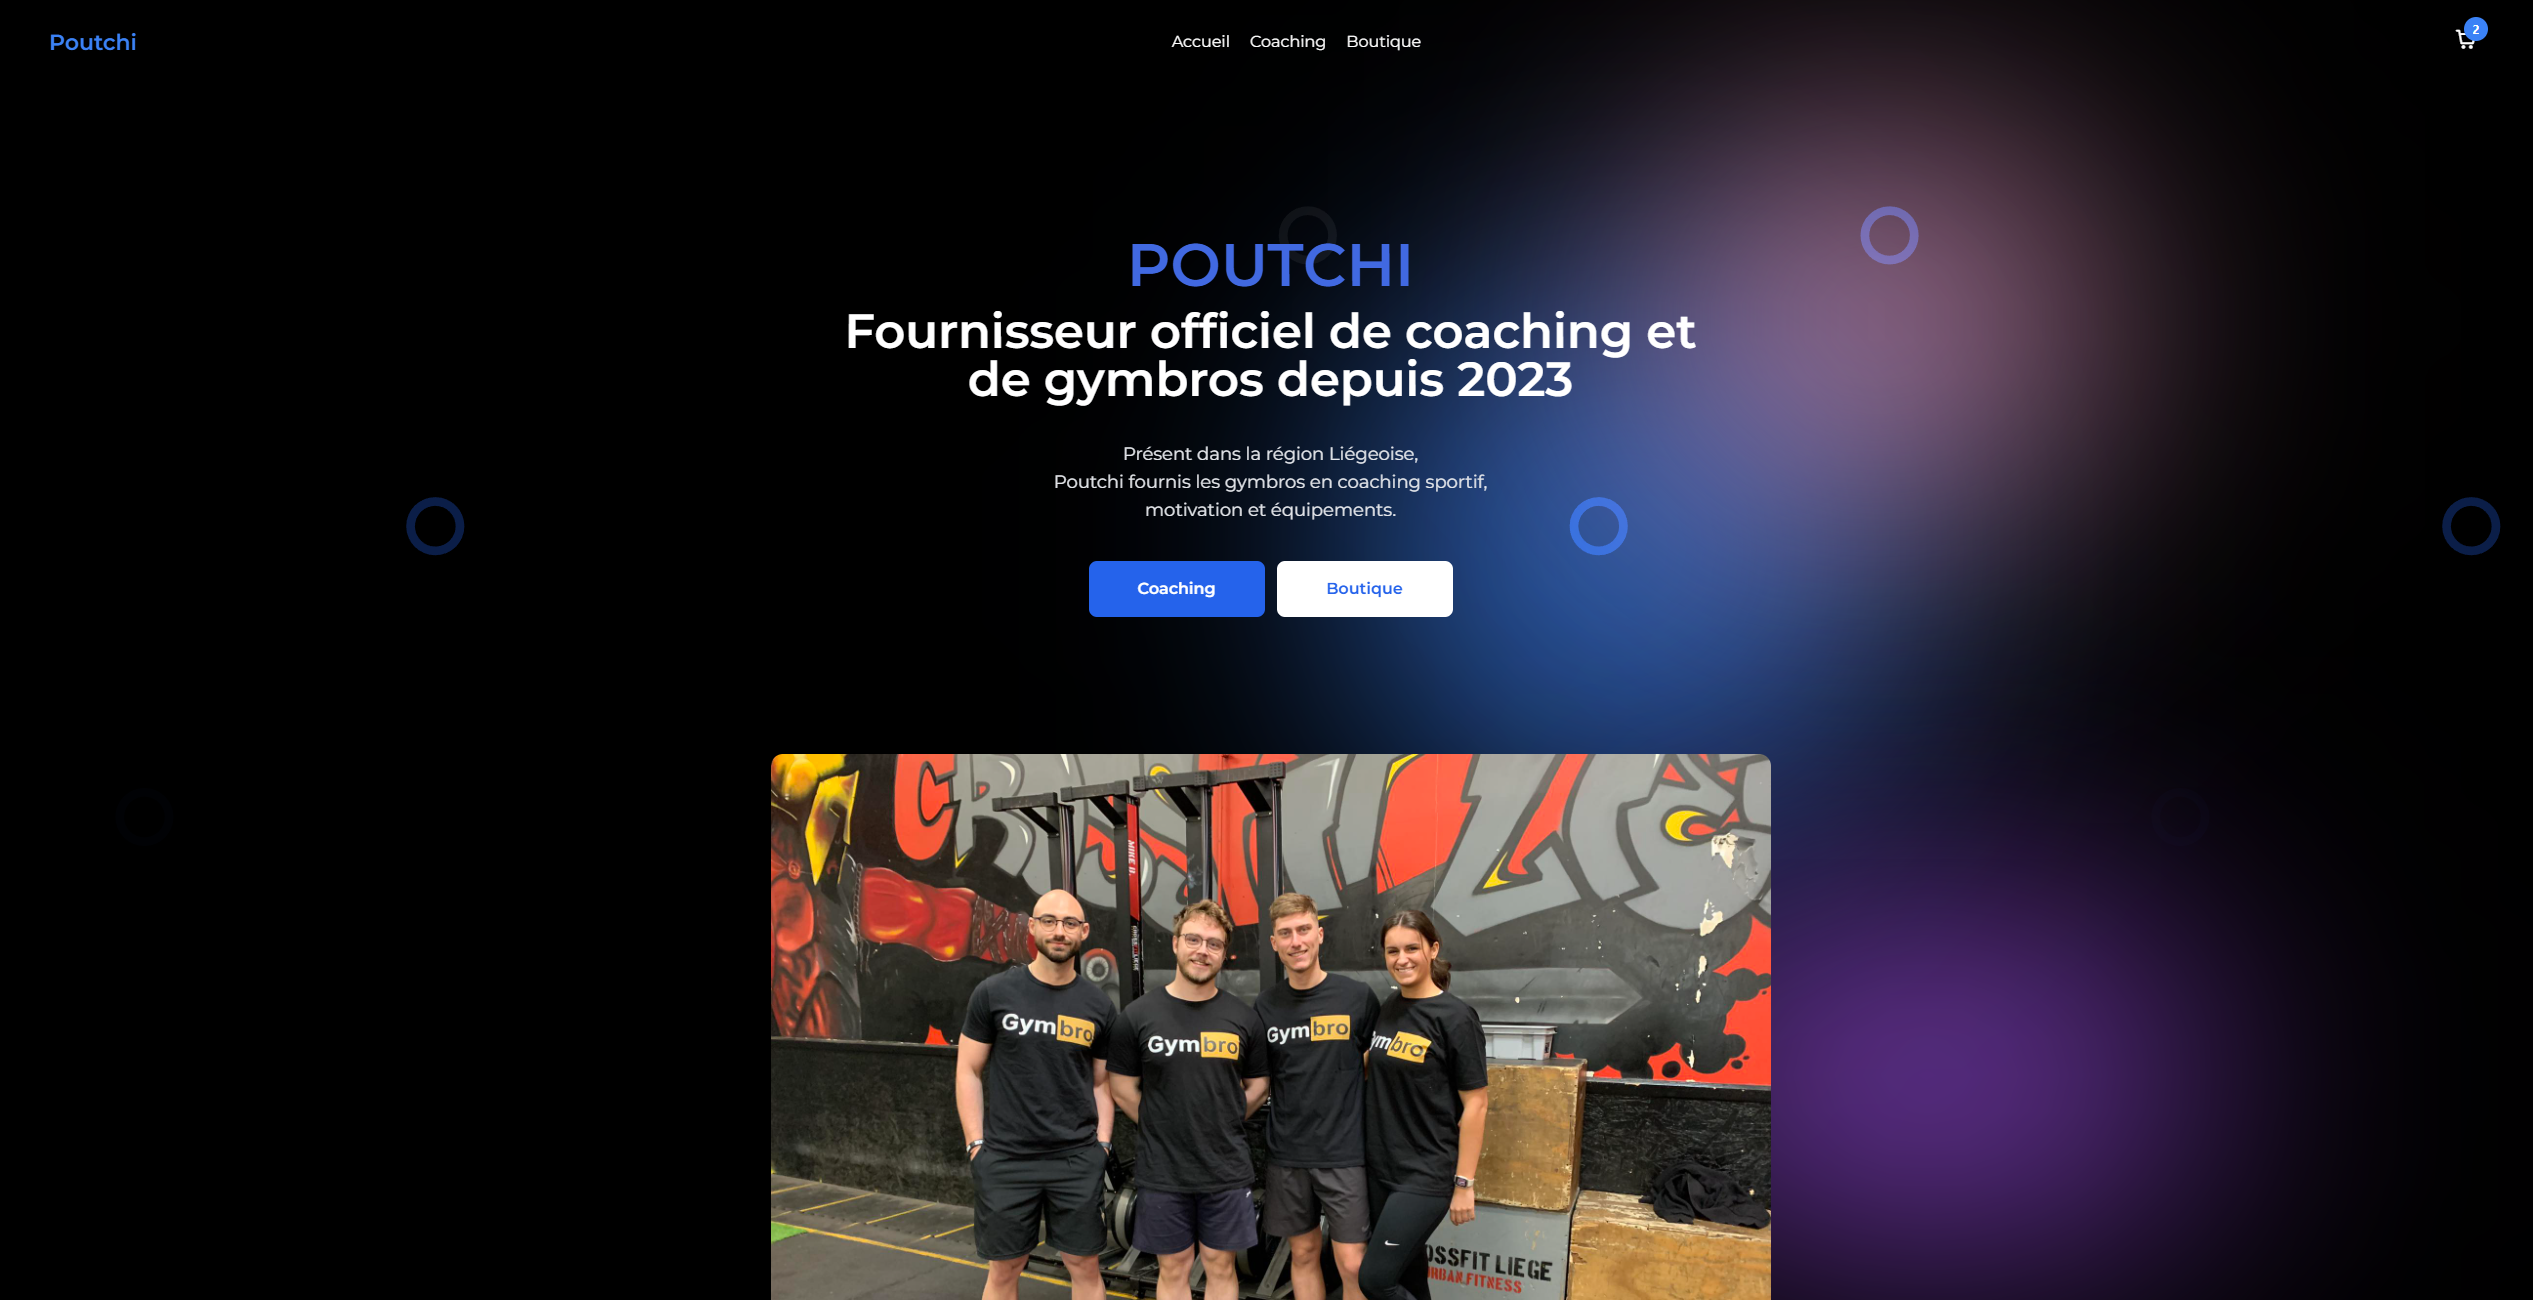 Poutchi
Accueil
Coaching
Boutique
2
POUTCHI
Fournisseur officiel de coaching et
de gymbros depuis 2023
Présent dans la région Liégeoise,
Poutchi fournis les gymbros en coaching sportif,
motivation et équipements.
Coaching
Boutique
Gymbro
Gymbro
Gymbro
ymbro
OSSFIT LIEGE
URBAN.FITNESS